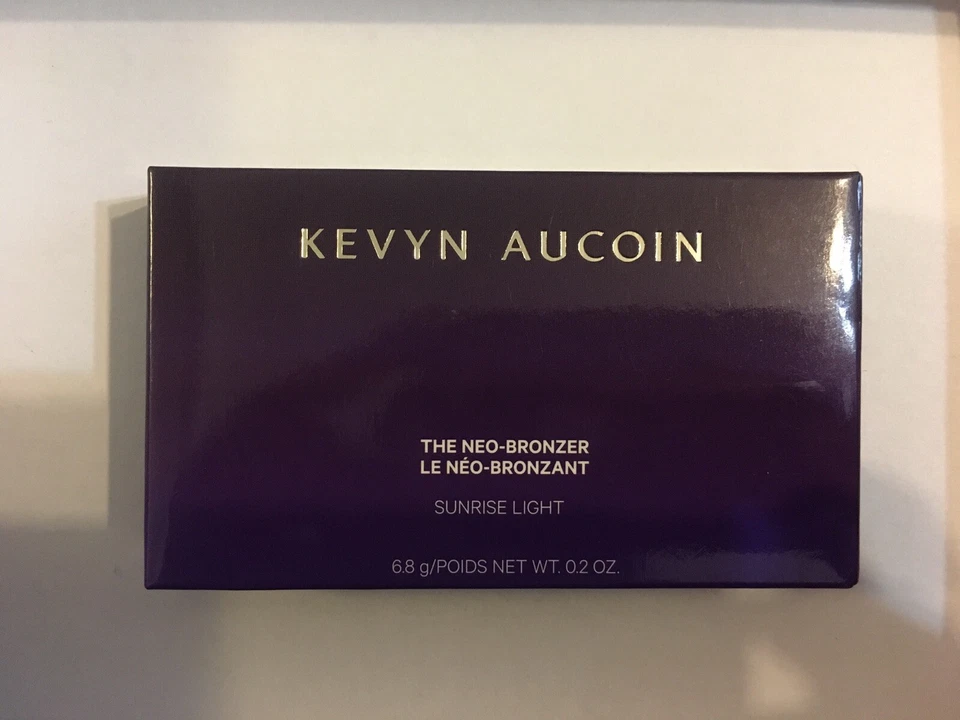 KEVYN AUCOIN
THE NEO-BRONZER
LE NÉO-BRONZANT
SUNRISE LIGHT
6.8 g/POIDS NET WT. 0.2 OZ.